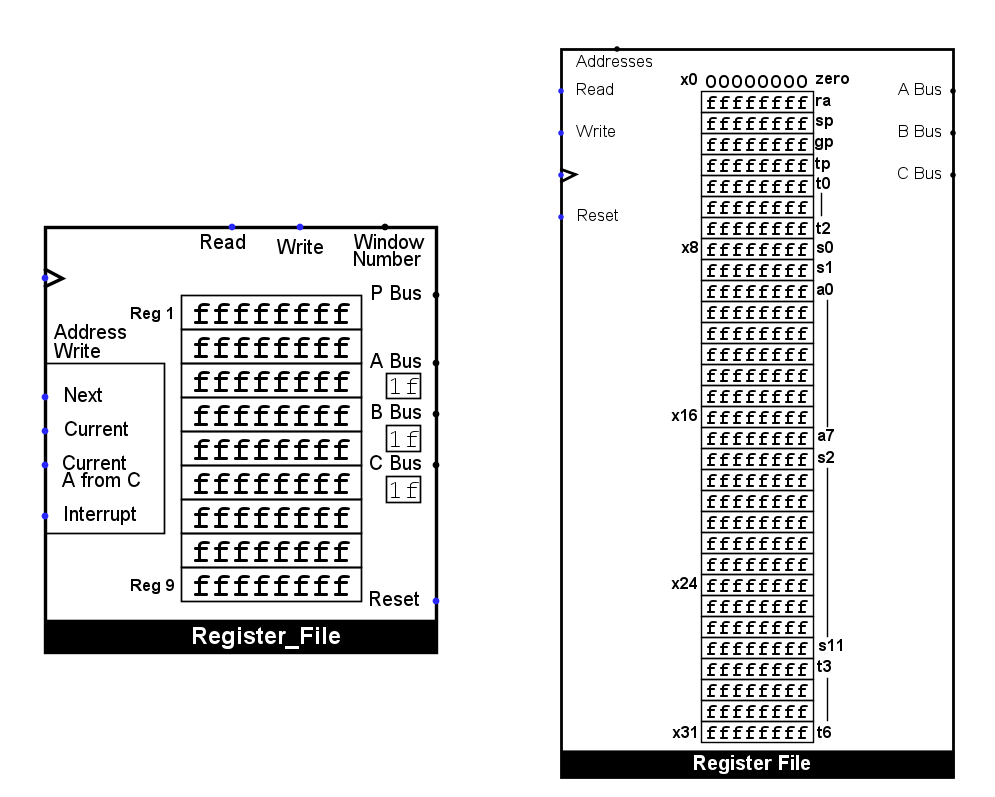 Read
Write
Window
Number
P Bus
Reg 1
ffffffff
Address
Write
ffffffff
A Bus
ffffffff
1f
Next
ffffffff
B Bus
Current
ffffffff
1f
Current
A from C
ffffffff
C Bus
1f
Interrupt
ffffffff
ffffffff
Reg 9
ffffffff
Reset
Register_File
Addresses
x0 00000000 zero
Read
A Bus
ffffffff ra
ffffffff sp
Write
B Bus
ffffffff gp
ffffffff tp
C Bus
ffffffff t0
ffffffff
Reset
ffffffff t2
x8 ffffffff s0
ffffffff s1
ffffffff a0
ffffffff
ffffffff
ffffffff
ffffffff
ffffffff
x16 ffffffff
ffffffff a7
ffffffff s2
ffffffff
ffffffff
ffffffff
ffffffff
ffffffff
x24 ffffffff
ffffffff
ffffffff
ffffffff s11
ffffffff t3
ffffffff
ffffffff
x31 ffffffff t6
Register File